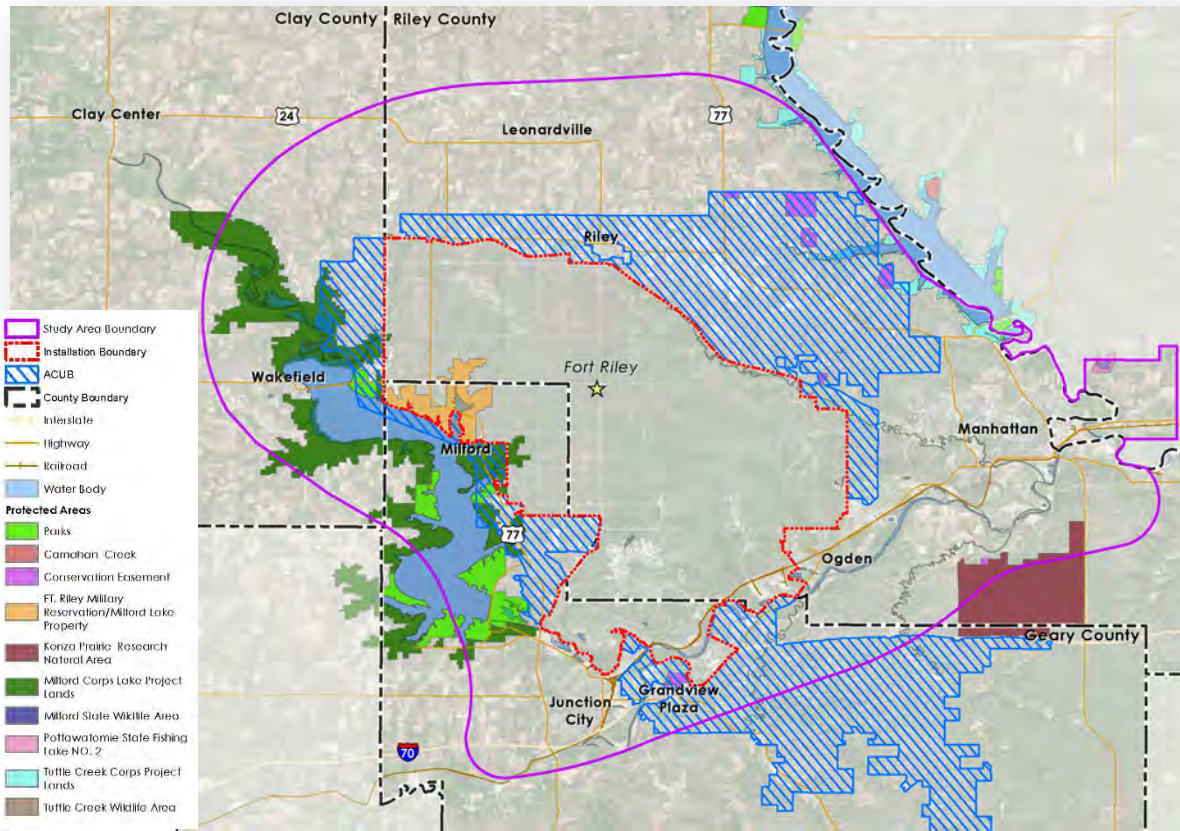 Clay County
Riley County
Clay Center
24
77
Leonardville
Riley
Fort Riley
Wakefield
Milford
Manhattan
77
Ogden
Geary County
Grandview
Plaza
Junction
City
70
Study Area Boundary
Installation Boundary
ACUB
County Boundary
Interstate
Highway
Railroad
Water Body
Protected Areas
Parks
Carnahan Creek
Conservation Easement
FT. Riley Military
Reservation/Milford Lake
Property
Konza Prairie Research
Natural Area
Milford Corps Lake Project
Lands
Milford State Wildlife Area
Pottawatomie State Fishing
Lake NO. 2
Tuttle Creek Corps Project
Lands
Tuttle Creek Wildlife Area